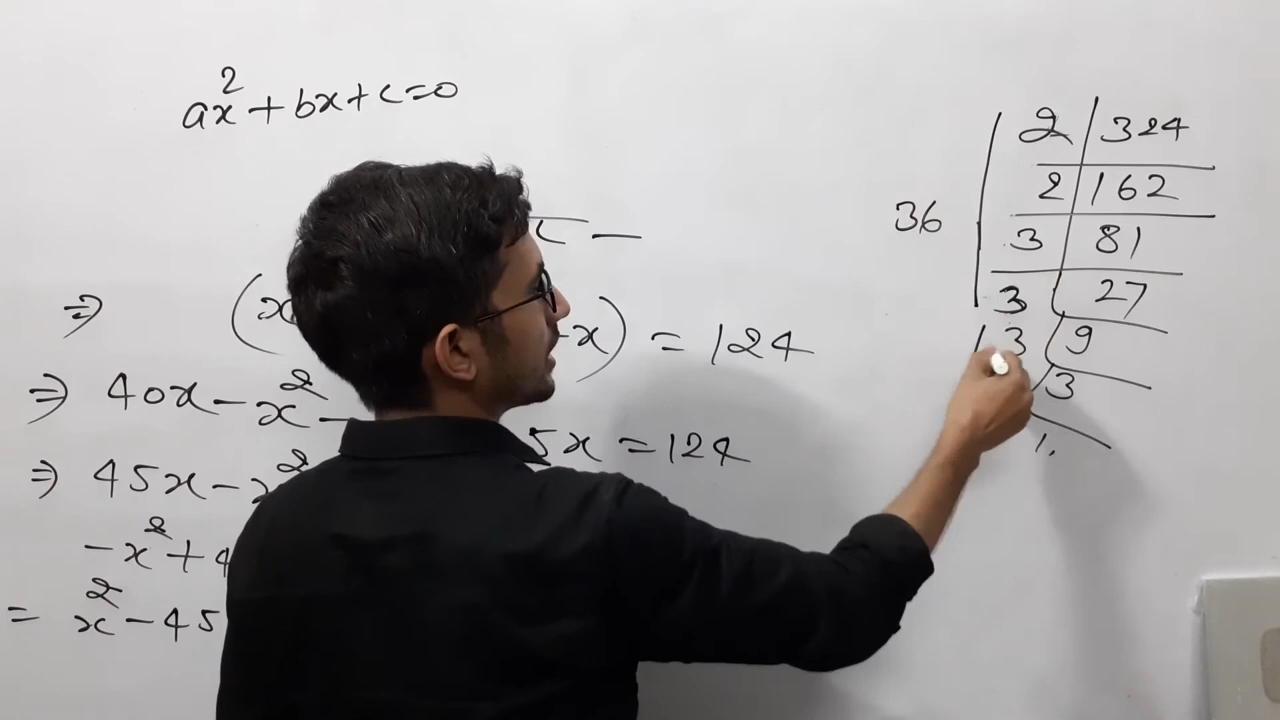 ax² + bx + c = 0
⇒ (x x) = 124
⇒ 40x - x² - 5x = 124
⇒ 45x - x²
-x² + 4
= x² - 45
36
2 | 324
2 | 162
3 | 81
3 | 27
3 | 9
3
1.